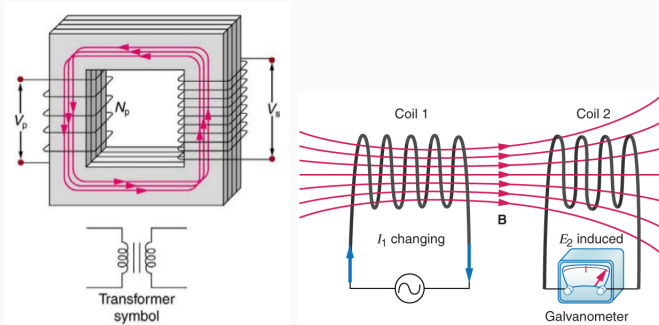 Vp
Np
Vs
Transformer
symbol
Coil 1
Coil 2
I1 changing
B
E2 induced
Galvanometer